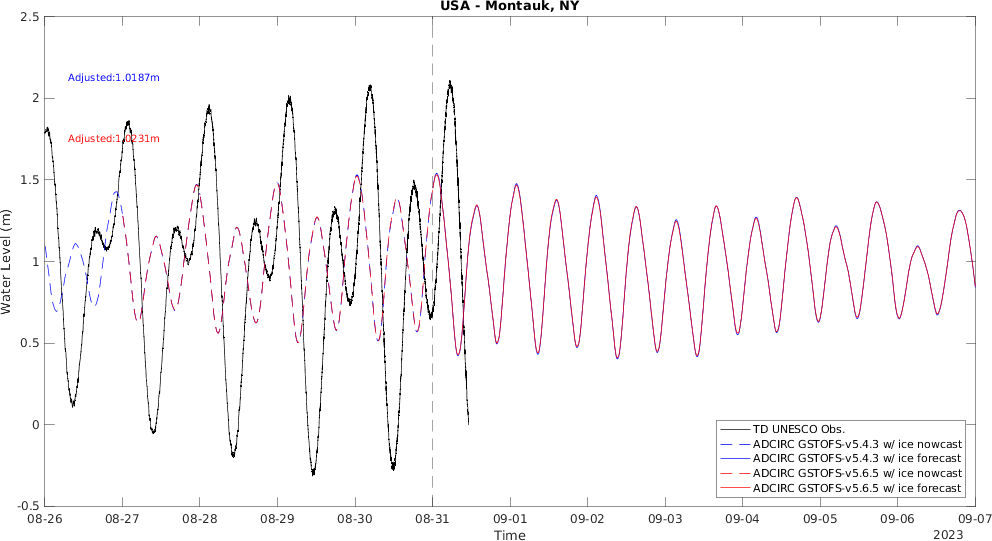 USA - Montauk, NY
2.5
2
1.5
1
0.5
0
-0.5
Water Level (m)
Adjusted:1.0187m
Adjusted:1.0231m
TD UNESCO Obs.
ADCIRC GSTOFS-v5.4.3 w/ ice nowcast
ADCIRC GSTOFS-v5.4.3 w/ ice forecast
ADCIRC GSTOFS-v5.6.5 w/ ice nowcast
ADCIRC GSTOFS-v5.6.5 w/ ice forecast
08-26 08-27 08-28 08-29 08-30 08-31 09-01 09-02 09-03 09-04 09-05 09-06 09-07
Time
2023